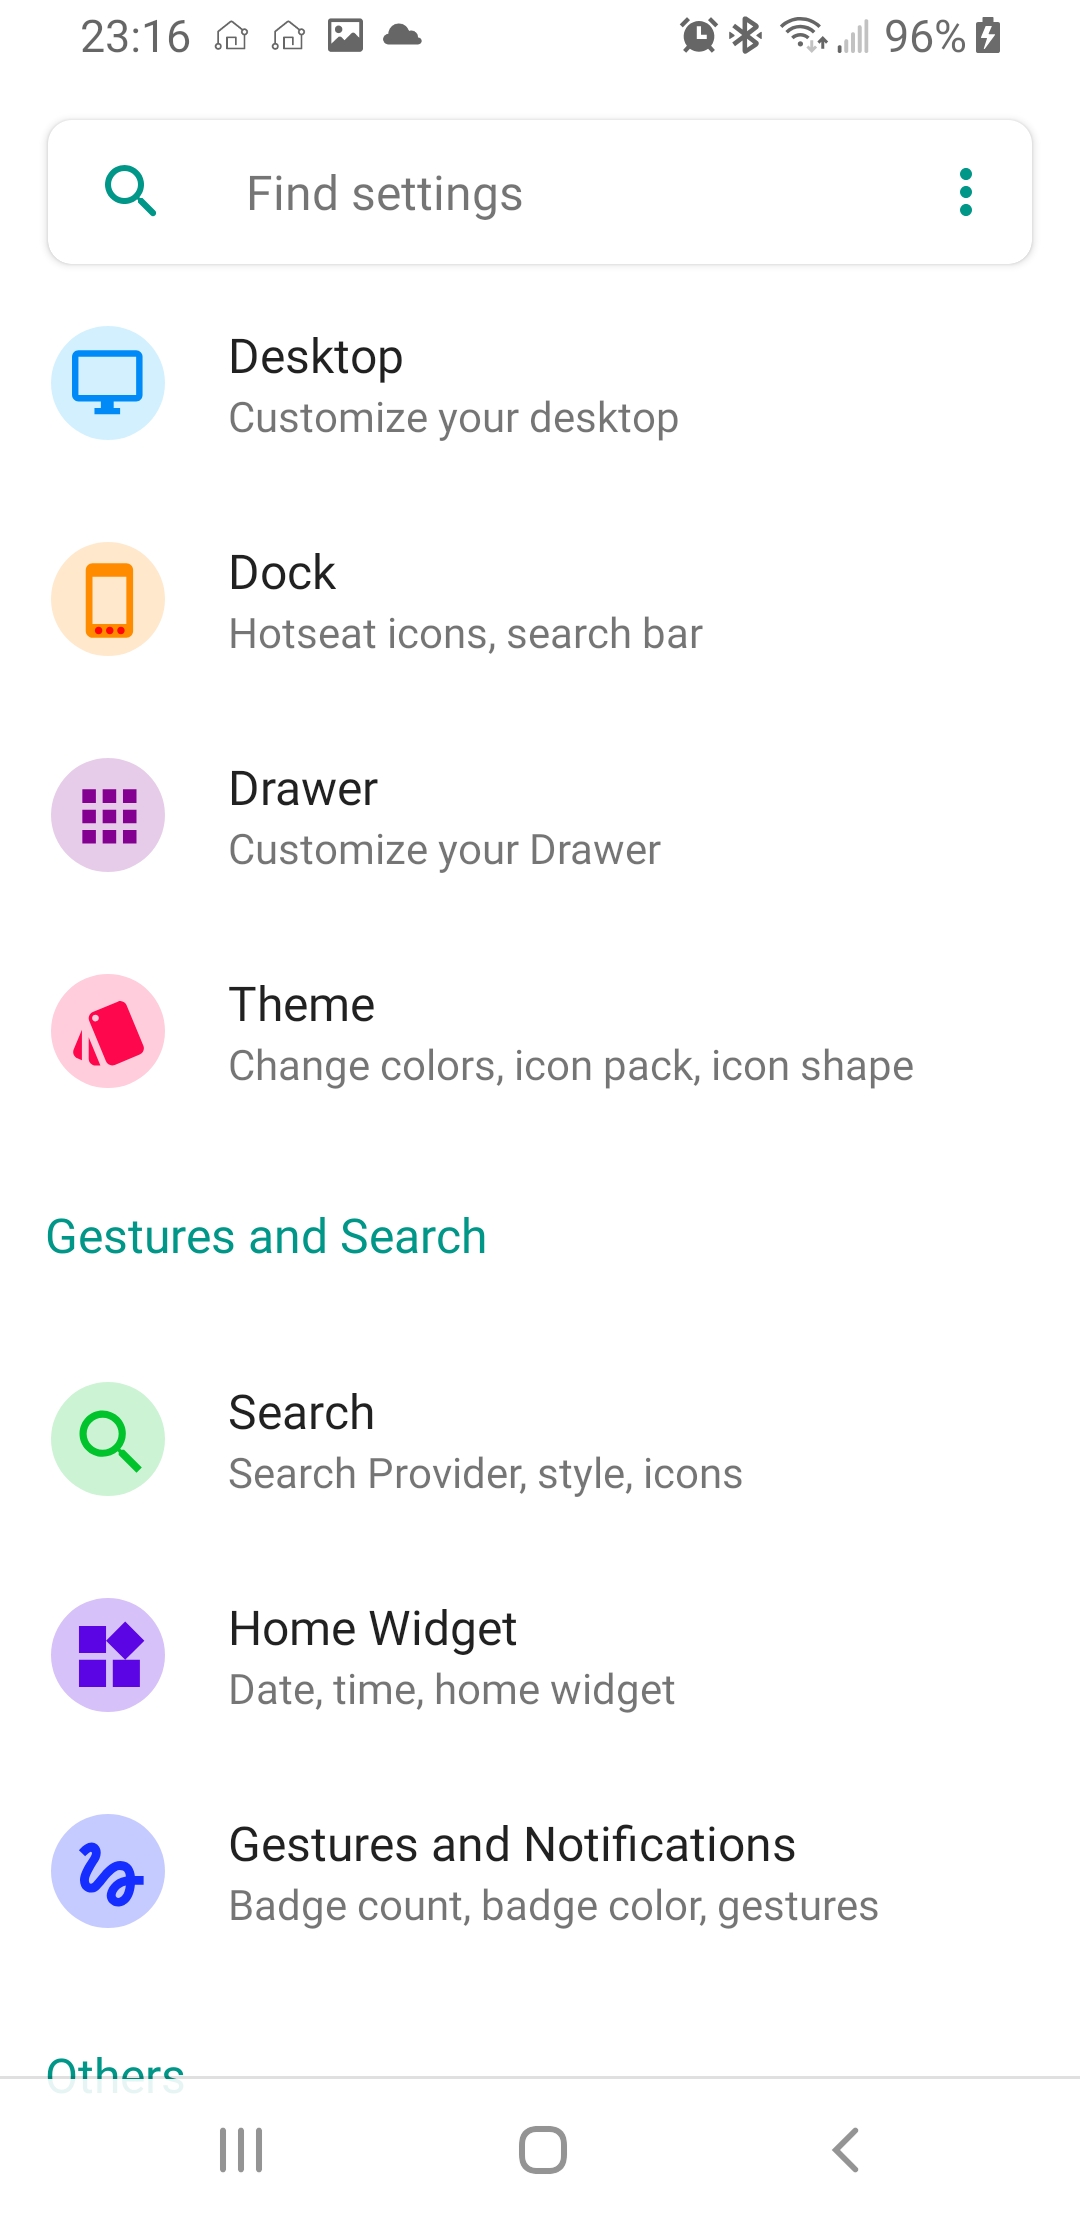 23:16 96%
Find settings
Desktop
Customize your desktop
Dock
Hotseat icons, search bar
Drawer
Customize your Drawer
Theme
Change colors, icon pack, icon shape
Gestures and Search
Search
Search Provider, style, icons
Home Widget
Date, time, home widget
Gestures and Notifications
Badge count, badge color, gestures
Others